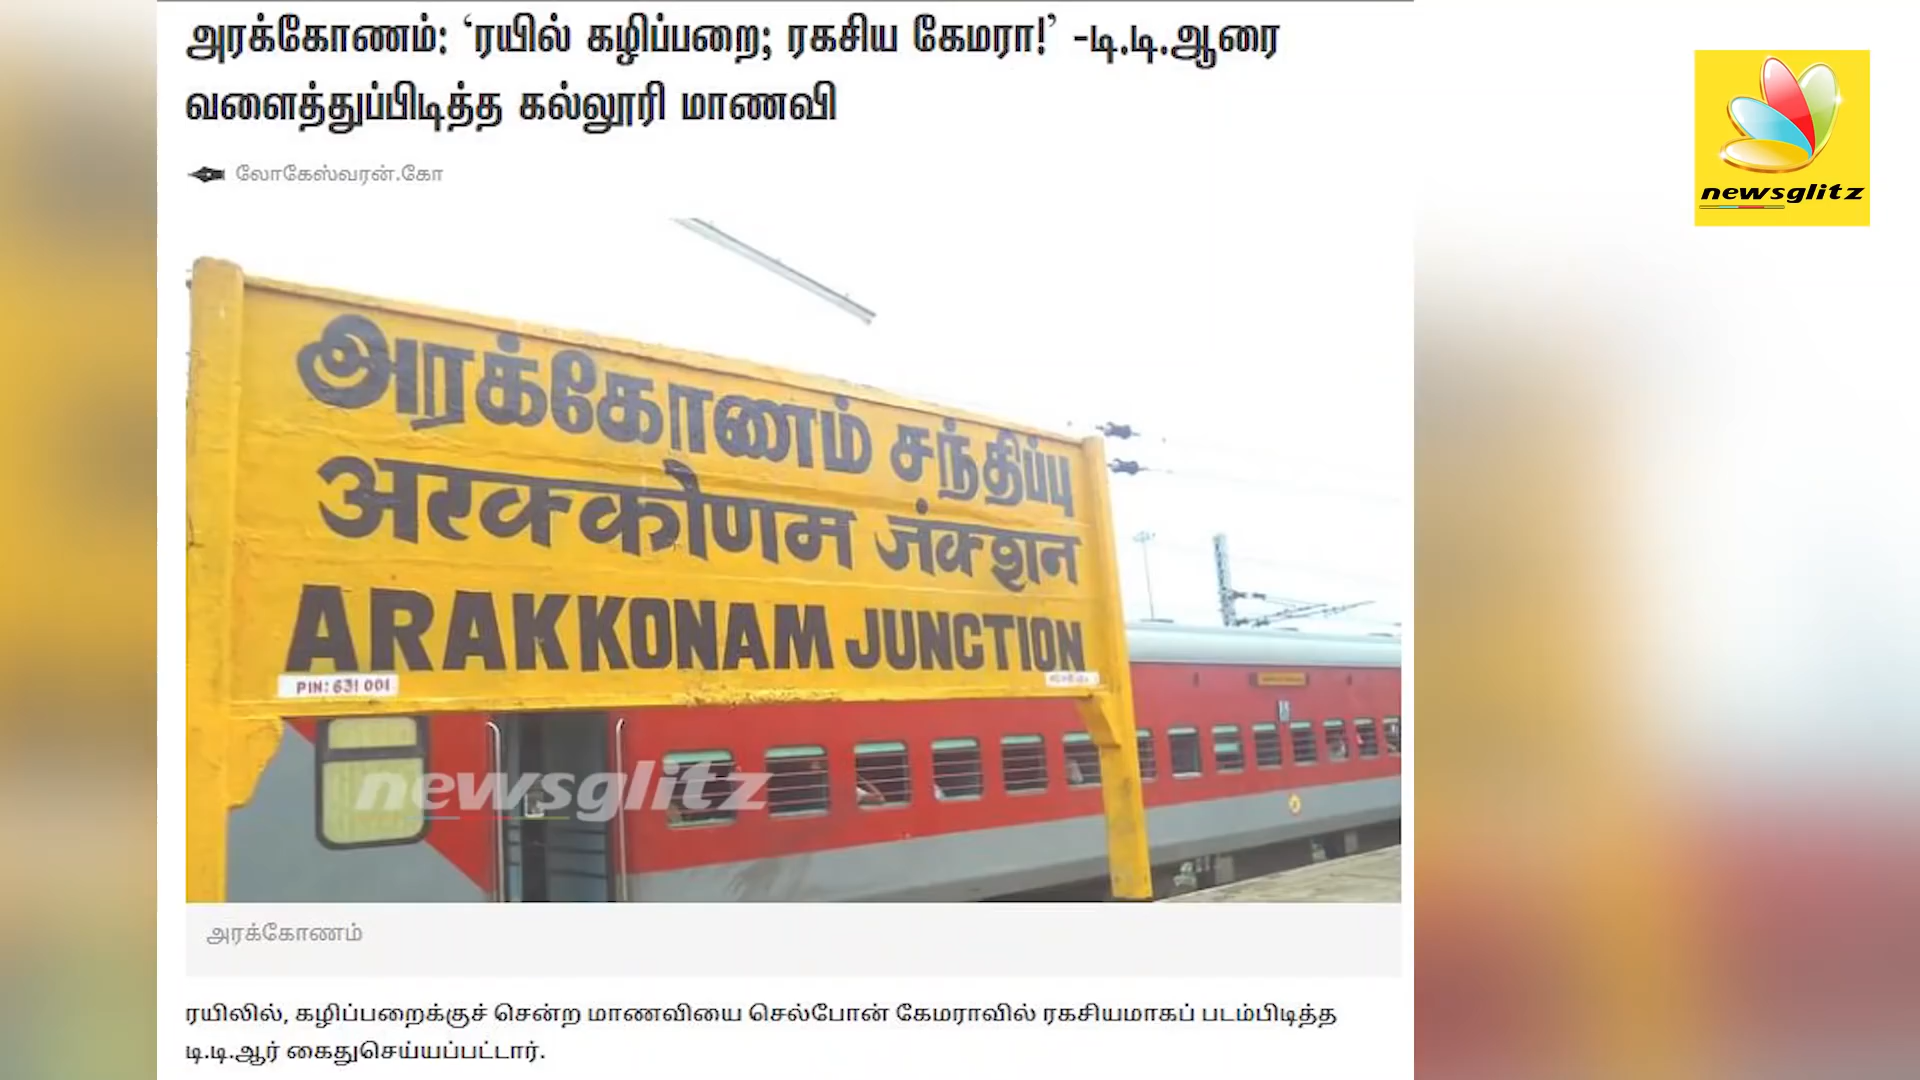 அரக்கோணம்: ‘ரயில் கழிப்பறை; ரகசிய கேமரா!’ -டி.டி.ஆரை
வளைத்துப்பிடித்த கல்லூரி மாணவி
லோகேஸ்வரன்.கோ
newsglitz
அரக்கோணம் சந்திப்பு
अरक्कोणम जंक्शन
ARAKKONAM JUNCTION
PIN: 631 001
newsglitz
அரக்கோணம்
ரயிலில், கழிப்பறைக்குச் சென்ற மாணவியை செல்போன் கேமராவில் ரகசியமாகப் படம்பிடித்த
டி.டி.ஆர் கைதுசெய்யப்பட்டார்.